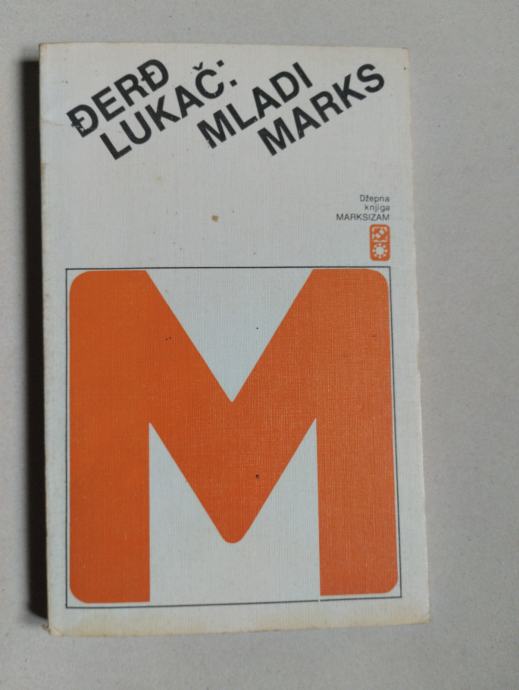 ĐERĐ
LUKAČ:
MLADI
MARKS
Džepna
knjiga
MARKSIZAM
M